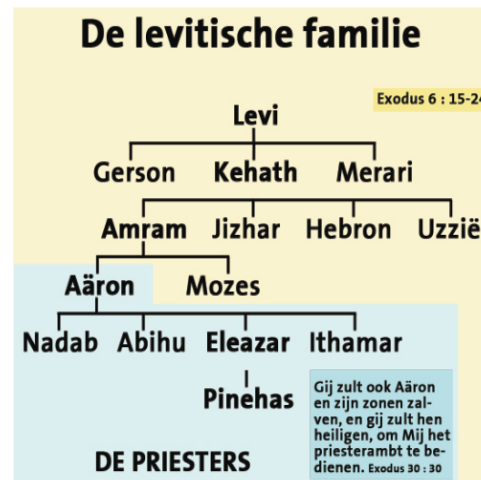 De levitische familie
Exodus 6 : 15-24
Levi
Gerson Kehath Merari
Amram Jizhar Hebron Uzzië
Aäron Mozes
Nadab Abihu Eleazar Ithamar
Pinehas
Gij zult ook Aäron
en zijn zonen zal-
ven, en gij zult hen
heiligen, om Mij het
priesterambt te be-
dienen. Exodus 30 : 30
DE PRIESTERS